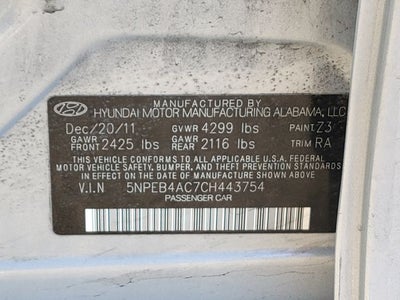 MANUFACTURED BY
HYUNDAI MOTOR MANUFACTURING ALABAMA, LLC
Dec/20/11 GVWR 4299 lbs PAINT Z3
GAWR FRONT 2425 lbs GAWR REAR 2116 lbs TRIM RA
THIS VEHICLE CONFORMS TO ALL APPLICABLE FEDERAL
MOTOR VEHICLE SAFETY, BUMPER, AND THEFT PREVENTION STANDARDS
IN EFFECT ON THE DATE OF MANUFACTURE SHOWN ABOVE.
V.I.N 5NPEB4AC7CH443754
PASSENGER CAR